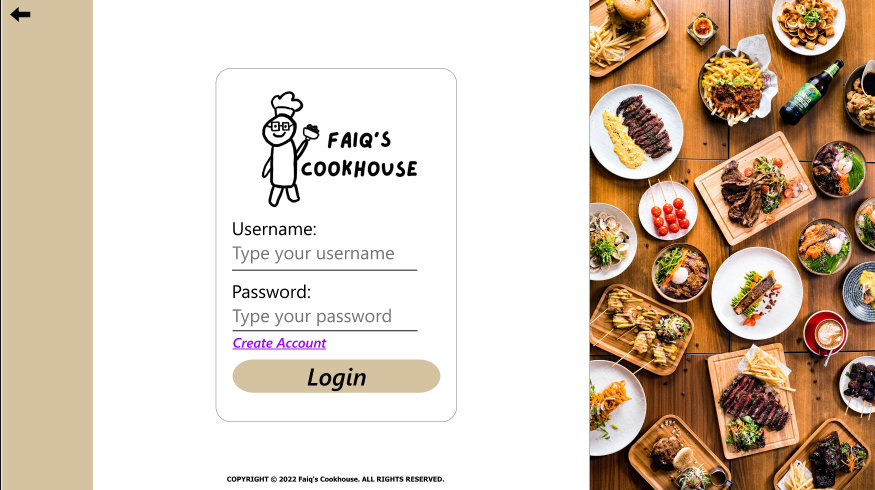 FAIQ'S
COOKHOUSE
Username:
Type your username
Password:
Type your password
Create Account
Login
COPYRIGHT © 2022 Faiq's Cookhouse. ALL RIGHTS RESERVED.